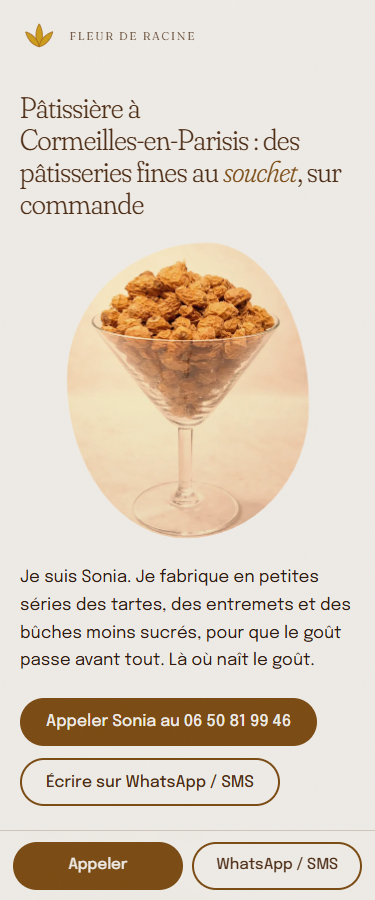 FLEUR DE RACINE
Pâtissière à
Cormeilles-en-Parisis : des
pâtisseries fines au souchet, sur
commande
Je suis Sonia. Je fabrique en petites
séries des tartes, des entremets et des
bûches moins sucrés, pour que le goût
passe avant tout. Là où naît le goût.
Appeler Sonia au 06 50 81 99 46
Écrire sur WhatsApp / SMS
Appeler
WhatsApp / SMS